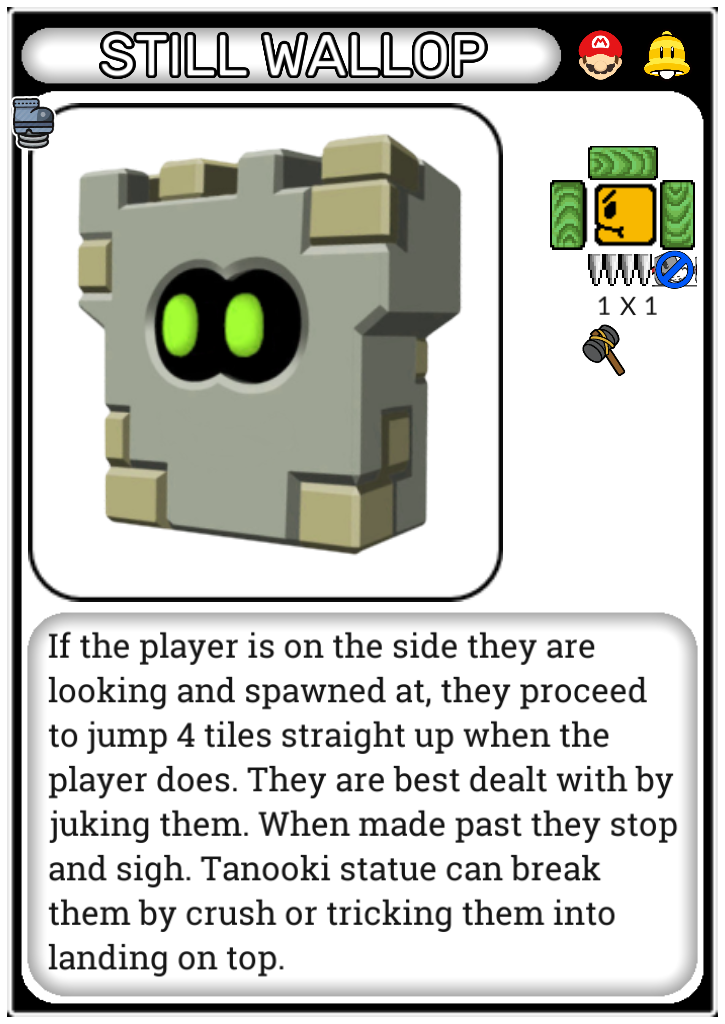 STILL WALLOP
1 X 1
If the player is on the side they are
looking and spawned at, they proceed
to jump 4 tiles straight up when the
player does. They are best dealt with by
juking them. When made past they stop
and sigh. Tanooki statue can break
them by crush or tricking them into
landing on top.